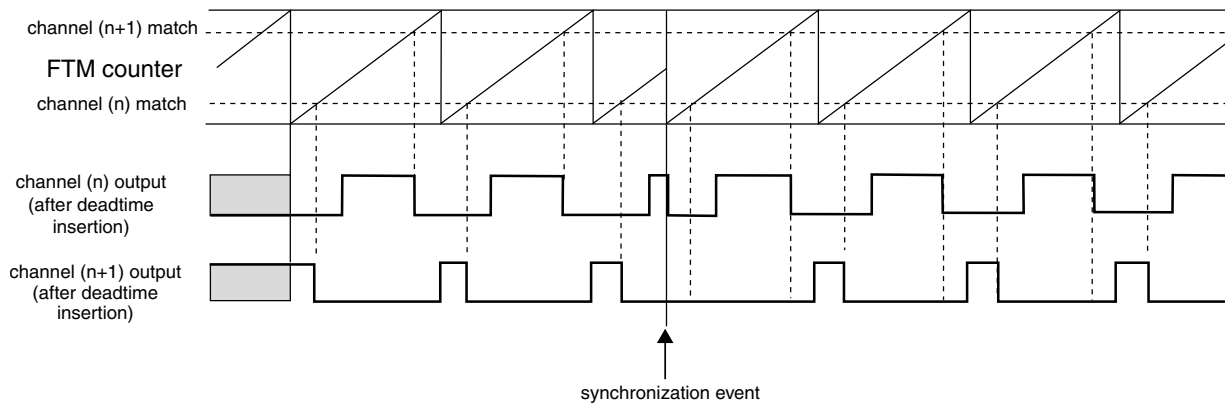 channel (n+1) match
FTM counter
channel (n) match
channel (n) output
(after deadtime
insertion)
channel (n+1) output
(after deadtime
insertion)
synchronization event